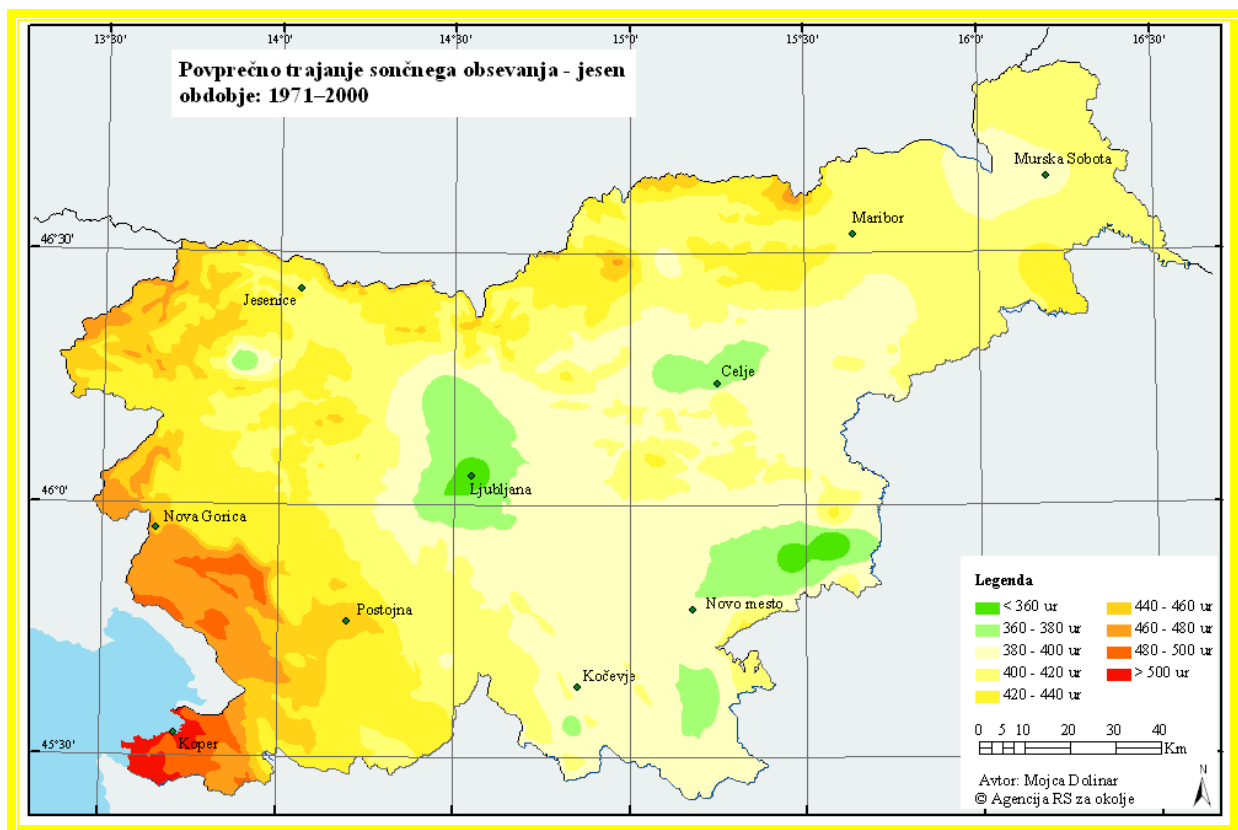 13°30'
14°0'
14°30'
15°0'
15°30'
16°0'
16°30'
Povprečno trajanje sončnega obsevanja - jesen
obdobje: 1971–2000
Murska Sobota
Maribor
46°30'
Jesenice
Celje
Ljubljana
46°0'
Nova Gorica
Novo mesto
Postojna
Kočevje
Koper
45°30'
Legenda
< 360 ur
360 - 380 ur
380 - 400 ur
400 - 420 ur
420 - 440 ur
440 - 460 ur
460 - 480 ur
480 - 500 ur
> 500 ur
0 5 10 20 30 40
Km
Avtor: Mojca Dolinar
© Agencija RS za okolje
N